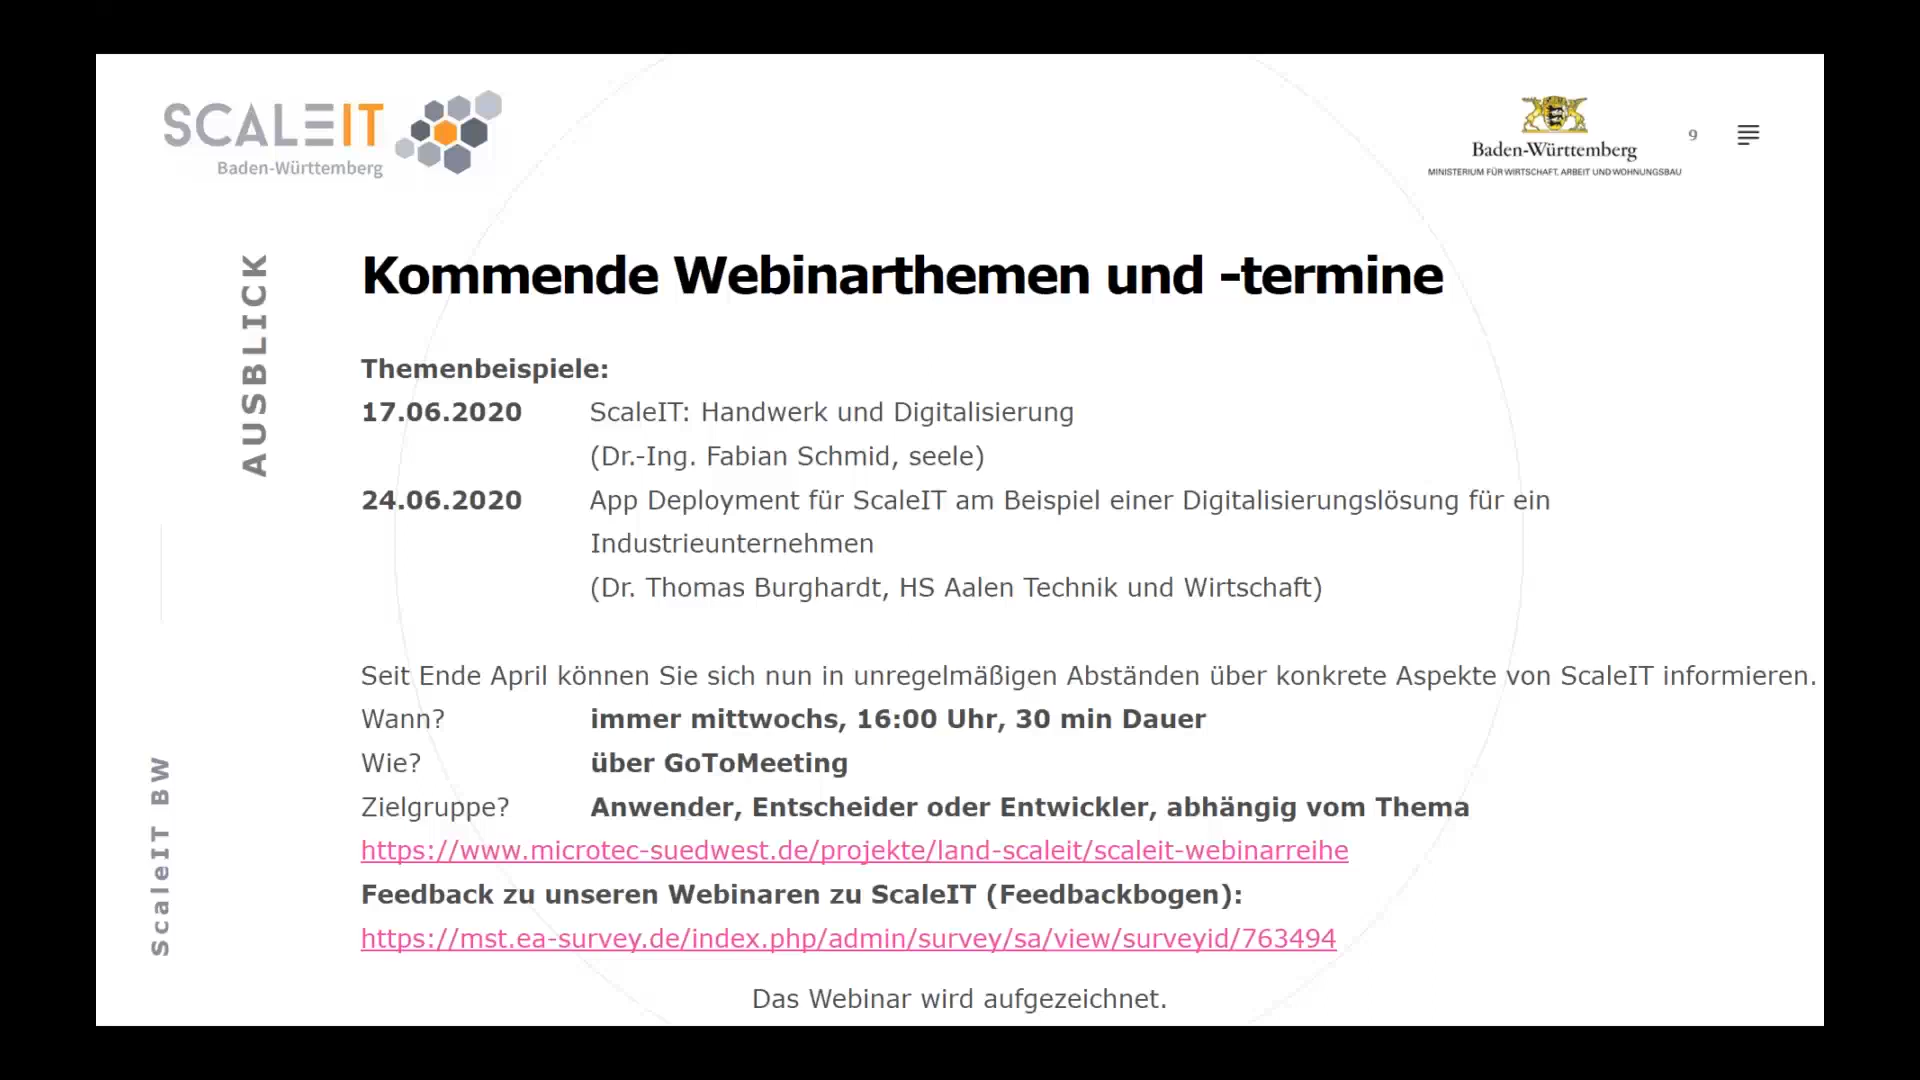 SCALEIT
Baden-Württemberg
Baden-Württemberg
MINISTERIUM FÜR WIRTSCHAFT, ARBEIT UND WOHNUNGSBAU
9
AUSBLICK
Kommende Webinarthemen und -termine
Themenbeispiele:
17.06.2020 ScaleIT: Handwerk und Digitalisierung
(Dr.-Ing. Fabian Schmid, seele)
24.06.2020 App Deployment für ScaleIT am Beispiel einer Digitalisierungslösung für ein
Industrieunternehmen
(Dr. Thomas Burghardt, HS Aalen Technik und Wirtschaft)
Seit Ende April können Sie sich nun in unregelmäßigen Abständen über konkrete Aspekte von ScaleIT informieren.
Wann? immer mittwochs, 16:00 Uhr, 30 min Dauer
Wie? über GoToMeeting
Zielgruppe? Anwender, Entscheider oder Entwickler, abhängig vom Thema
https://www.microtec-suedwest.de/projekte/land-scaleit/scaleit-webinarreihe
Feedback zu unseren Webinaren zu ScaleIT (Feedbackbogen):
https://mst.ea-survey.de/index.php/admin/survey/sa/view/surveyid/763494
Das Webinar wird aufgezeichnet.
ScaleIT BW